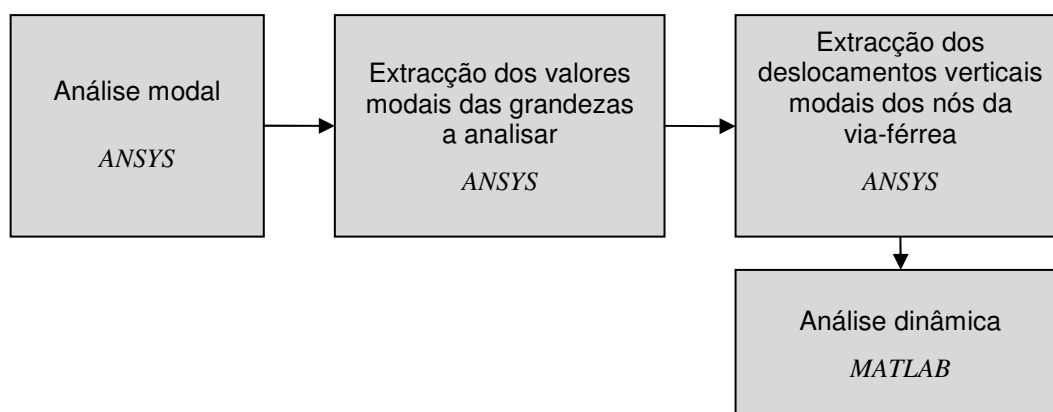 Análise modal
ANSYS
Extracção dos valores
modais das grandezas
a analisar
ANSYS
Extracção dos
deslocamentos verticais
modais dos nós da
via-férrea
ANSYS
Análise dinâmica
MATLAB